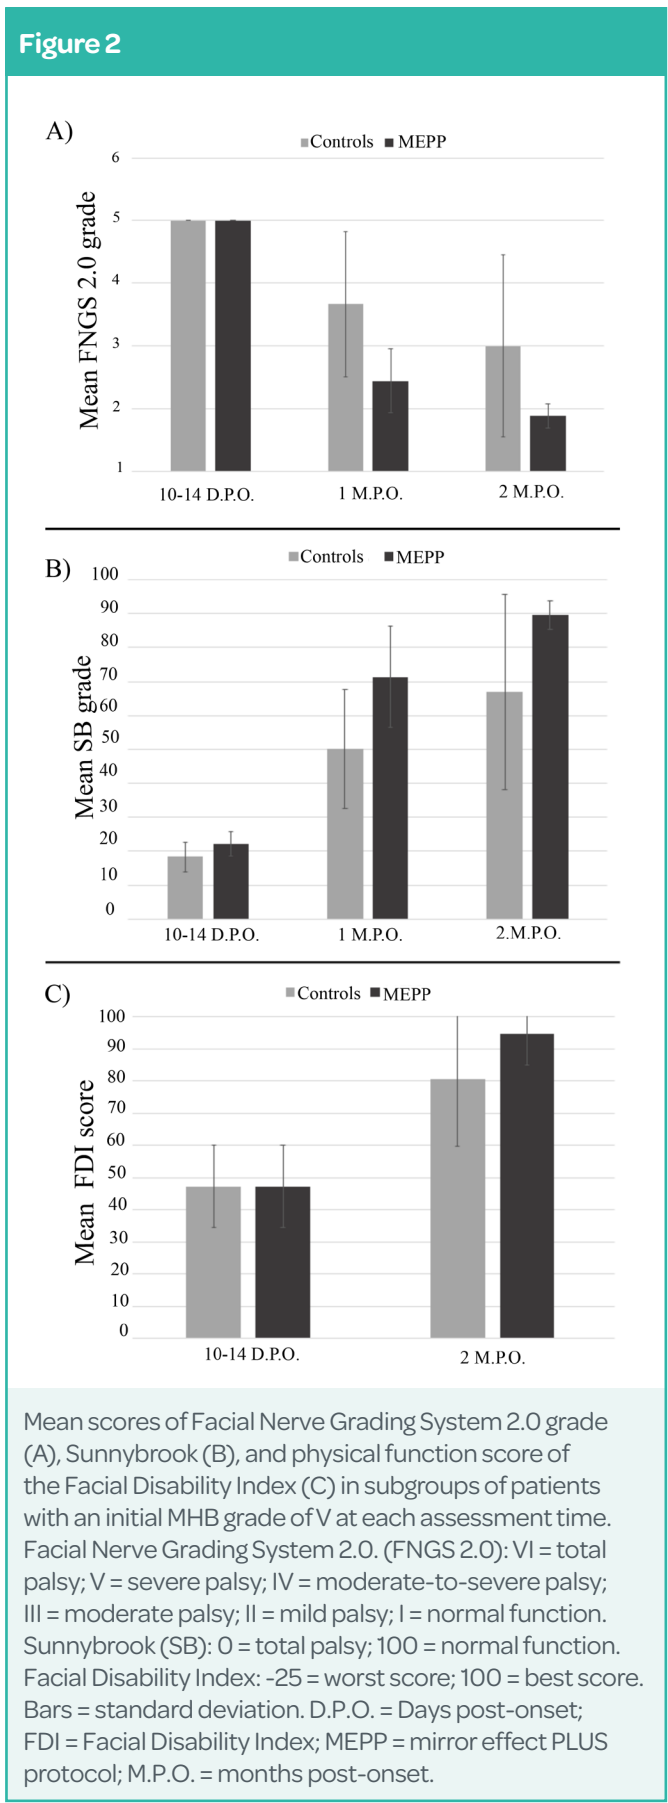 Figure 2
A)
Controls MEPP
Mean FNGS 2.0 grade
6
5
4
3
2
1
10-14 D.P.O. 1 M.P.O. 2 M.P.O.
B)
Controls MEPP
Mean SB grade
100
90
80
70
60
50
40
30
20
10
0
10-14 D.P.O. 1 M.P.O. 2.M.P.O.
C)
Controls MEPP
Mean FDI score
100
90
80
70
60
50
40
30
20
10
0
10-14 D.P.O. 2 M.P.O.
Mean scores of Facial Nerve Grading System 2.0 grade
(A), Sunnybrook (B), and physical function score of
the Facial Disability Index (C) in subgroups of patients
with an initial MHB grade of V at each assessment time.
Facial Nerve Grading System 2.0. (FNGS 2.0): VI = total
palsy; V = severe palsy; IV = moderate-to-severe palsy;
III = moderate palsy; II = mild palsy; I = normal function.
Sunnybrook (SB): 0 = total palsy; 100 = normal function.
Facial Disability Index: -25 = worst score; 100 = best score.
Bars = standard deviation. D.P.O. = Days post-onset;
FDI = Facial Disability Index; MEPP = mirror effect PLUS
protocol; M.P.O. = months post-onset.